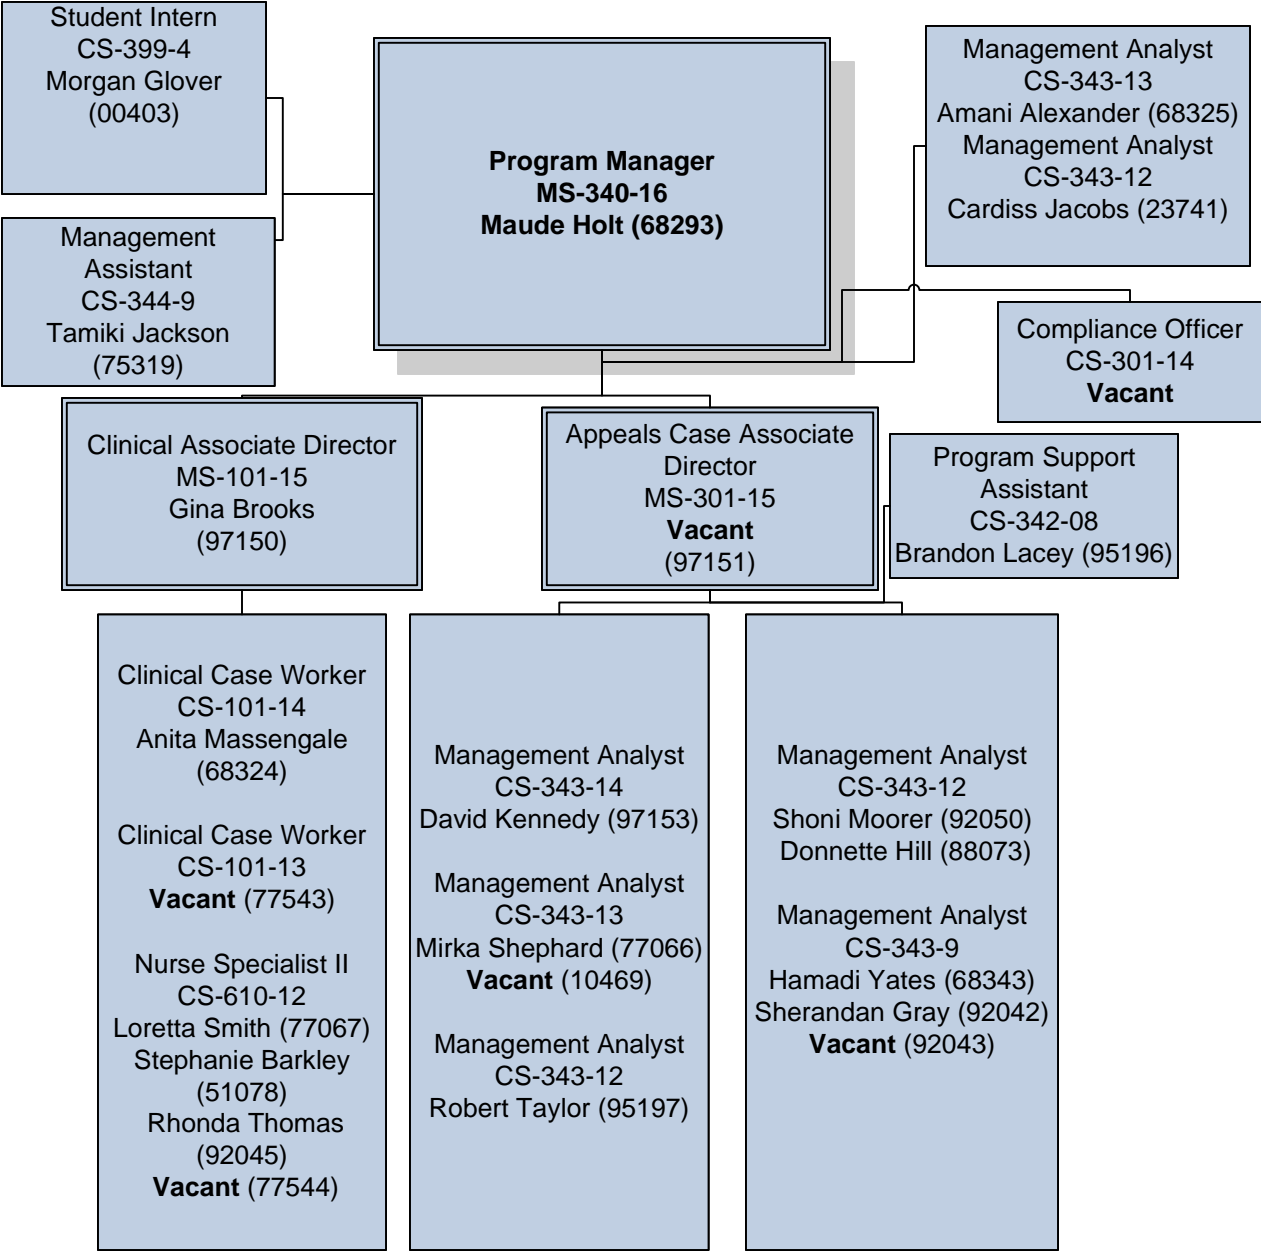 Student Intern
CS-399-4
Morgan Glover
(00403)
Program Manager
MS-340-16
Maude Holt (68293)
Management Analyst
CS-343-13
Amani Alexander (68325)
Management Analyst
CS-343-12
Cardiss Jacobs (23741)
Management
Assistant
CS-344-9
Tamiki Jackson
(75319)
Compliance Officer
CS-301-14
Vacant
Clinical Associate Director
MS-101-15
Gina Brooks
(97150)
Appeals Case Associate
Director
MS-301-15
Vacant
(97151)
Program Support
Assistant
CS-342-08
Brandon Lacey (95196)
Clinical Case Worker
CS-101-14
Anita Massengale
(68324)
Clinical Case Worker
CS-101-13
Vacant (77543)
Nurse Specialist II
CS-610-12
Loretta Smith (77067)
Stephanie Barkley
(51078)
Rhonda Thomas
(92045)
Vacant (77544)
Management Analyst
CS-343-14
David Kennedy (97153)
Management Analyst
CS-343-13
Mirka Shephard (77066)
Vacant (10469)
Management Analyst
CS-343-12
Robert Taylor (95197)
Management Analyst
CS-343-12
Shoni Moorer (92050)
Donnette Hill (88073)
Management Analyst
CS-343-9
Hamadi Yates (68343)
Sherandan Gray (92042)
Vacant (92043)